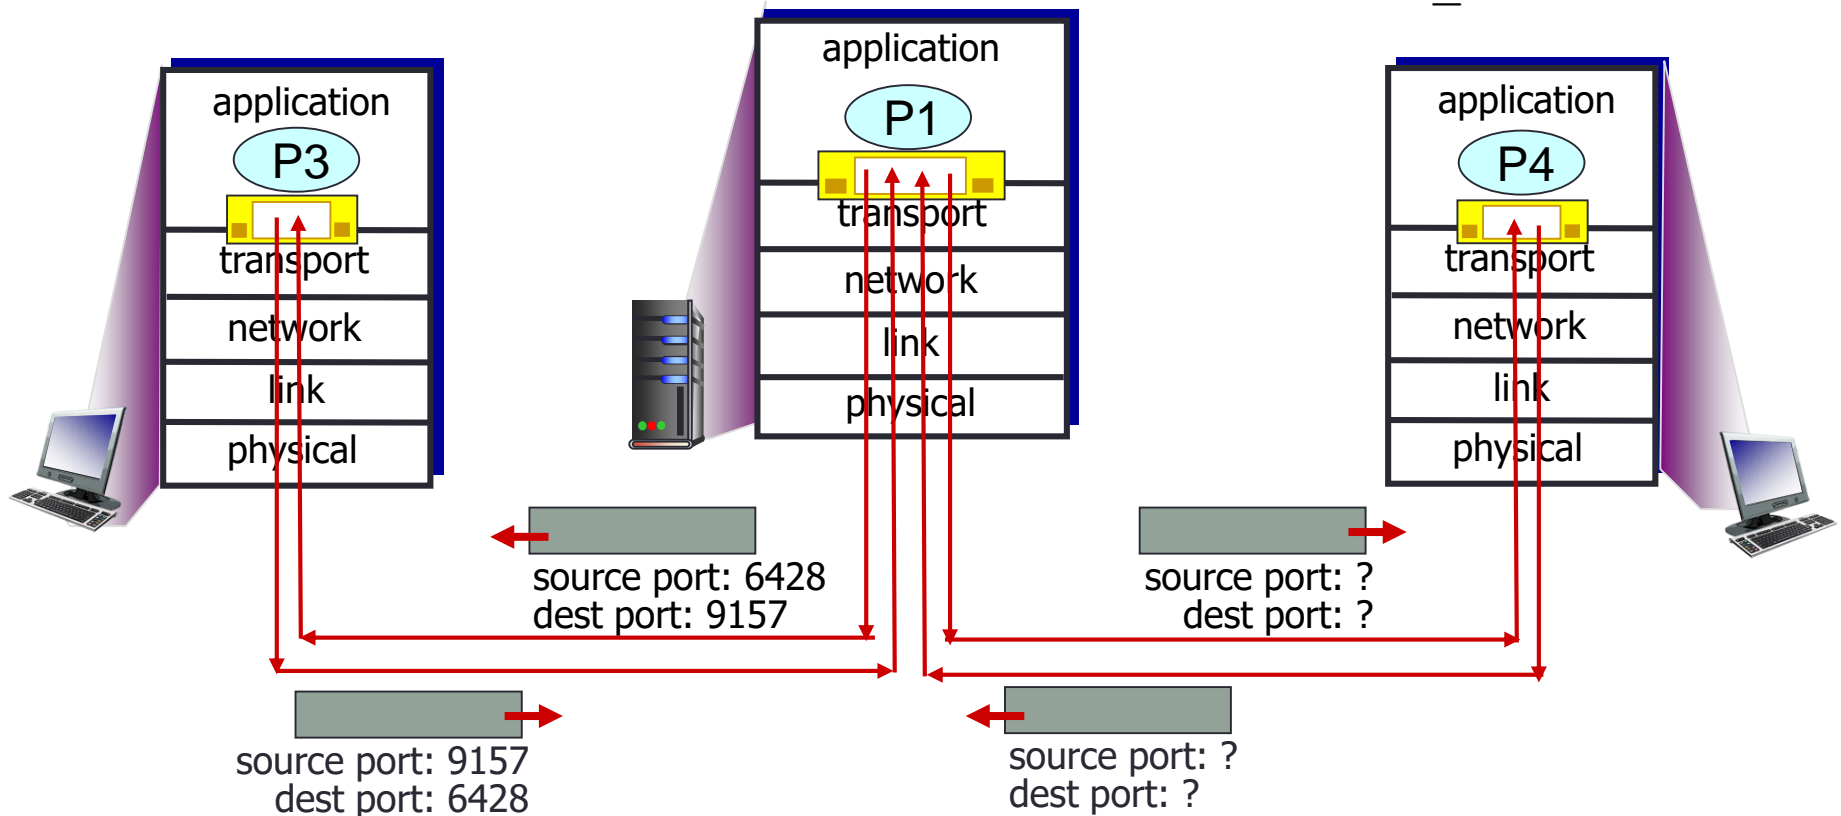 application
P3
transport
network
link
physical
application
P1
transport
network
link
physical
application
P4
transport
network
link
physical
source port: 6428
dest port: 9157
source port: ?
dest port: ?
source port: 9157
dest port: 6428
source port: ?
dest port: ?